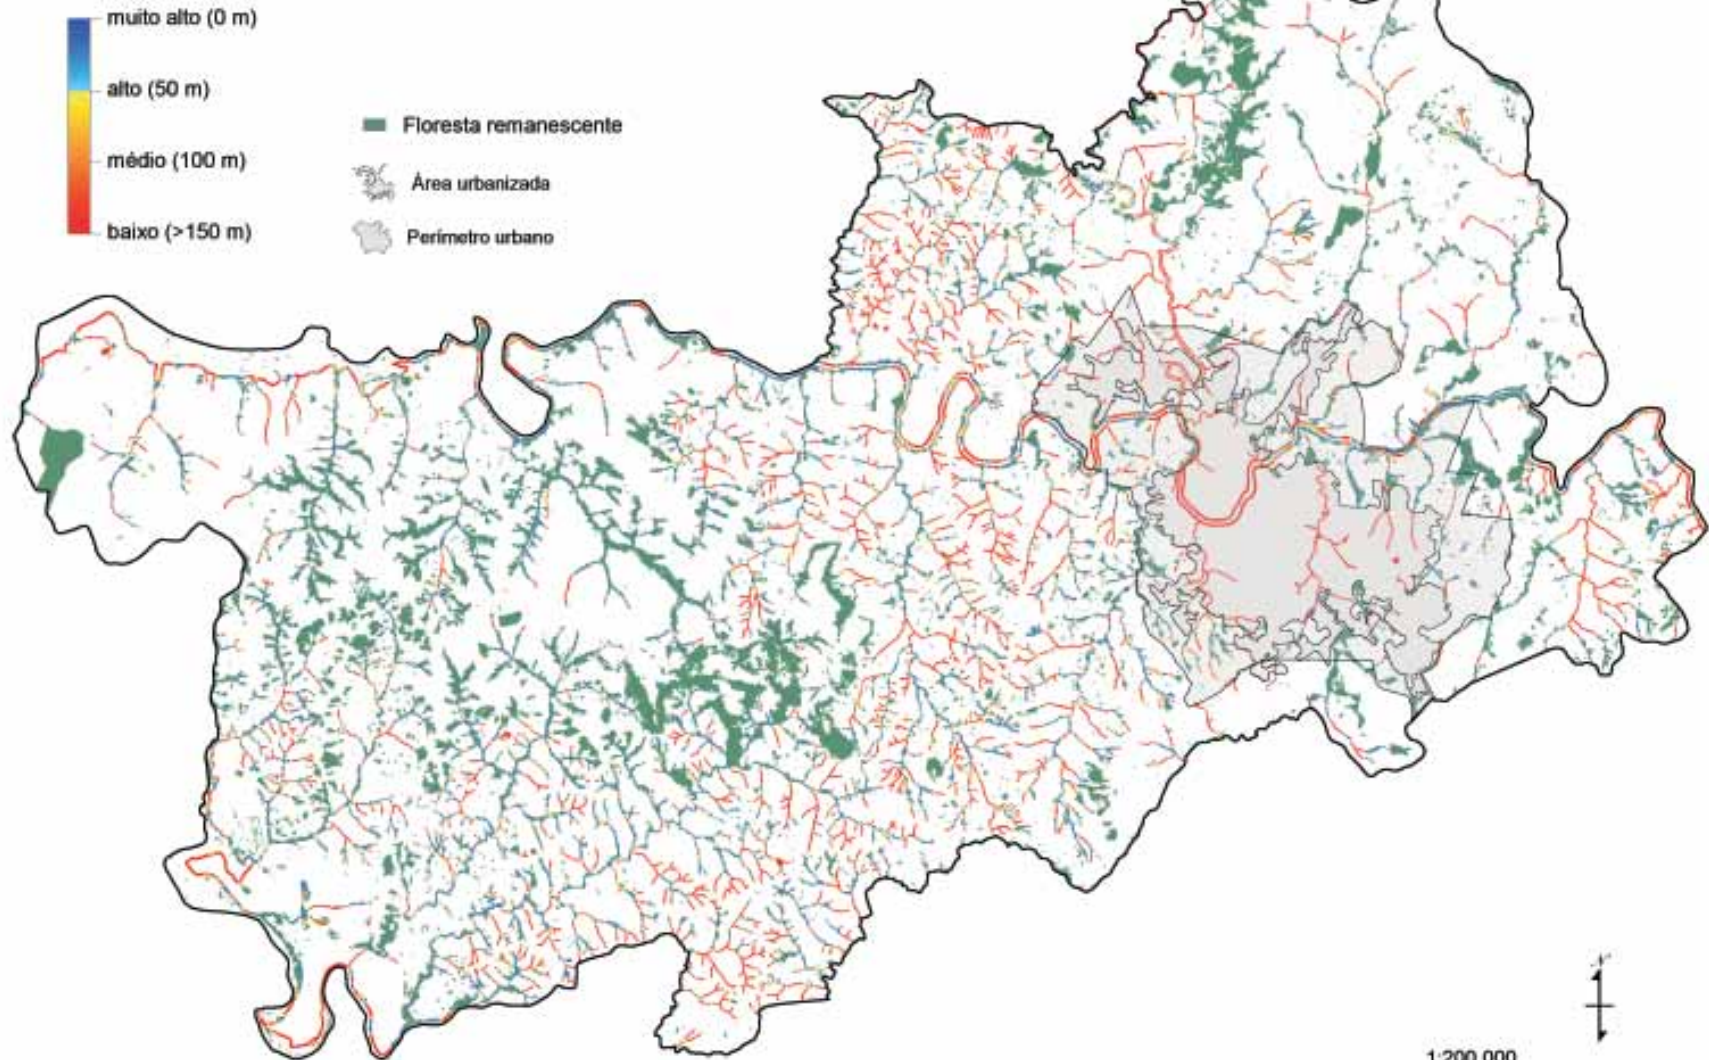 muito alto (0 m)
alto (50 m)
médio (100 m)
baixo (>150 m)
Floresta remanescente
Área urbanizada
Perímetro urbano
N
1:200.000